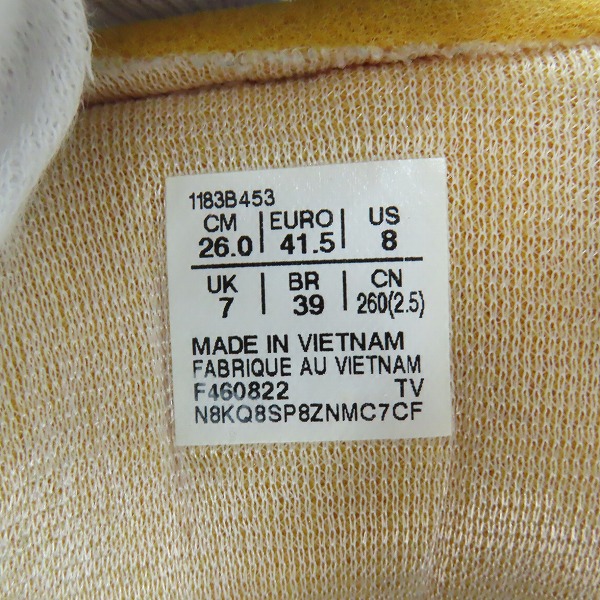 1183B453
CM EURO US
26.0 41.5 8
UK BR CN
7 39 260(2.5)
MADE IN VIETNAM
FABRIQUE AU VIETNAM
F460822 TV
N8KQ8SP8ZNMC7CF